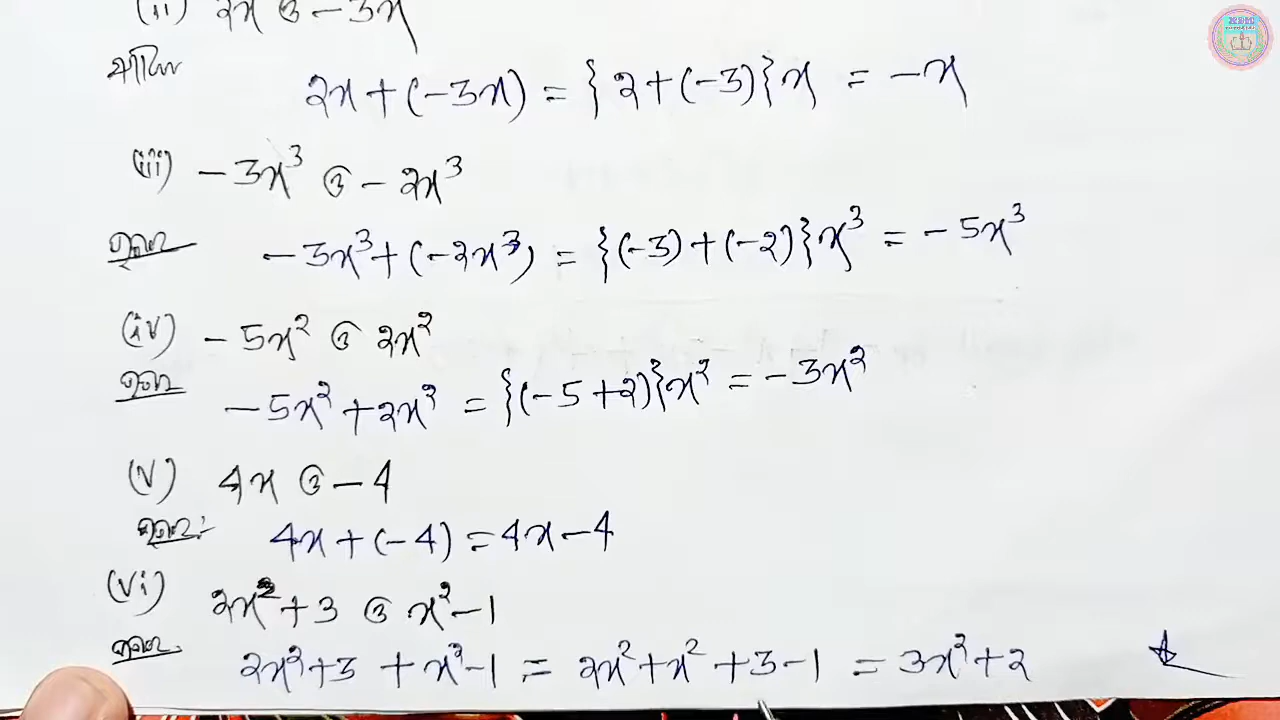 (ii) 2x ও -3x
2x + (-3x) = {2 + (-3)}x = -x
(iii) -3x³ ও -2x³
-3x³ + (-2x³) = {(-3) + (-2)}x³ = -5x³
(iv) -5x² ও 2x²
-5x² + 2x² = {(-5 + 2)}x² = -3x²
(v) 4x ও -4
4x + (-4) = 4x - 4
(vi) 2x² + 3 ও x² - 1
2x² + 3 + x² - 1 = 2x² + x² + 3 - 1 = 3x² + 2